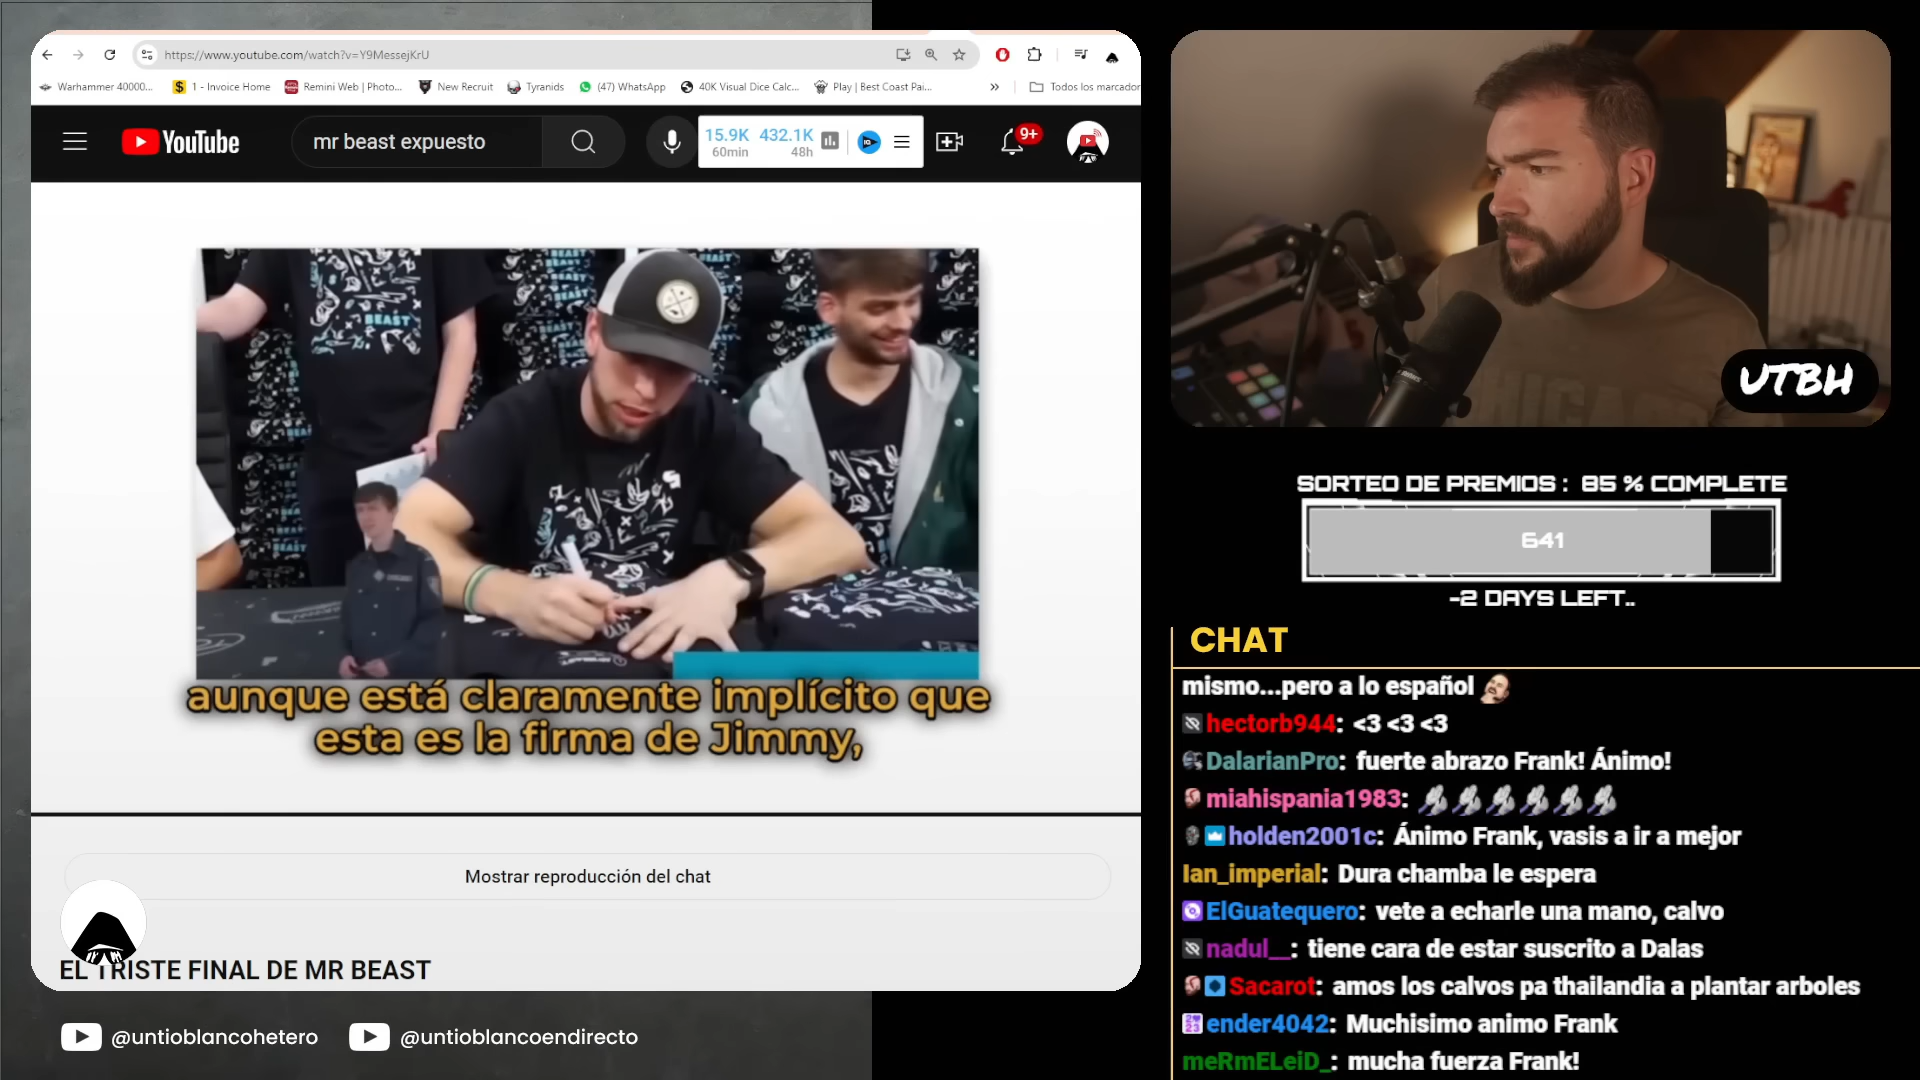 https://www.youtube.com/watch?v=Y9MessejKrU
Warhammer 40000...
1 - Invoice Home
Remini Web | Photo...
New Recruit
Tyranids
(47) WhatsApp
40K Visual Dice Calc...
Play | Best Coast Pai...
»
Todos los marcador
YouTube
mr beast expuesto
15.9K 432.1K
60min 48h
9+
BEAST
aunque está claramente implícito que
esta es la firma de Jimmy,
Mostrar reproducción del chat
EL TRISTE FINAL DE MR BEAST
@untioblancohetero
@untioblancoendirecto
UTBH
SORTEO DE PREMIOS : 85 % COMPLETE
641
-2 DAYS LEFT..
CHAT
mismo...pero a lo español
hectorb944: <3 <3 <3
DalarianPro: fuerte abrazo Frank! Ánimo!
miahispania1983:
holden2001c: Ánimo Frank, vasis a ir a mejor
Ian_imperial: Dura chamba le espera
ElGuatequero: vete a echarle una mano, calvo
nadul__: tiene cara de estar suscrito a Dalas
Sacarot: amos los calvos pa thailandia a plantar arboles
ender4042: Muchisimo animo Frank
meRmELeiD_: mucha fuerza Frank!